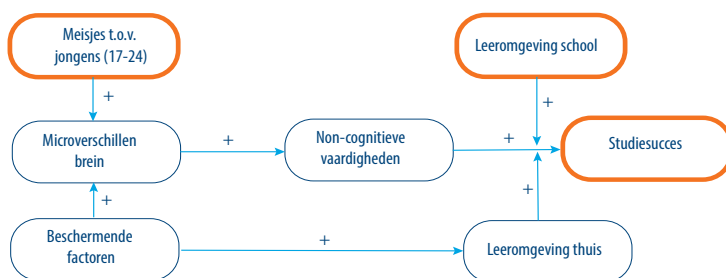 Meisjes t.o.v.
jongens (17-24)
Leeromgeving school
+
+
Microverschillen
brein
+
Non-cognitieve
vaardigheden
+
Studiesucces
+
+
Beschermende
factoren
+
Leeromgeving thuis